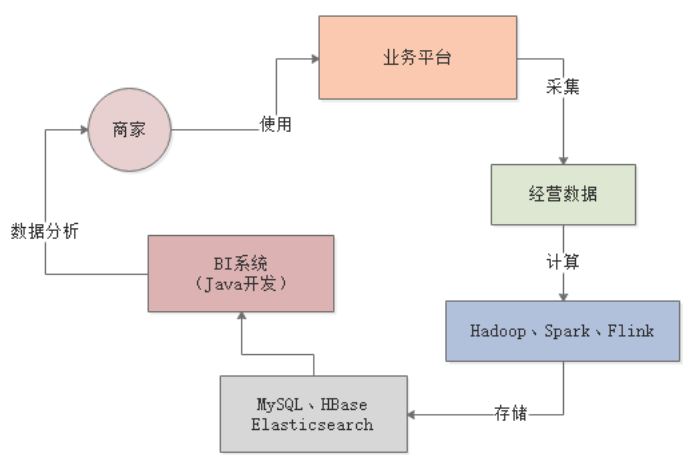 业务平台
采集
商家
使用
经营数据
数据分析
BI系统
（Java开发）
计算
Hadoop、Spark、Flink
MySQL、HBase
Elasticsearch
存储